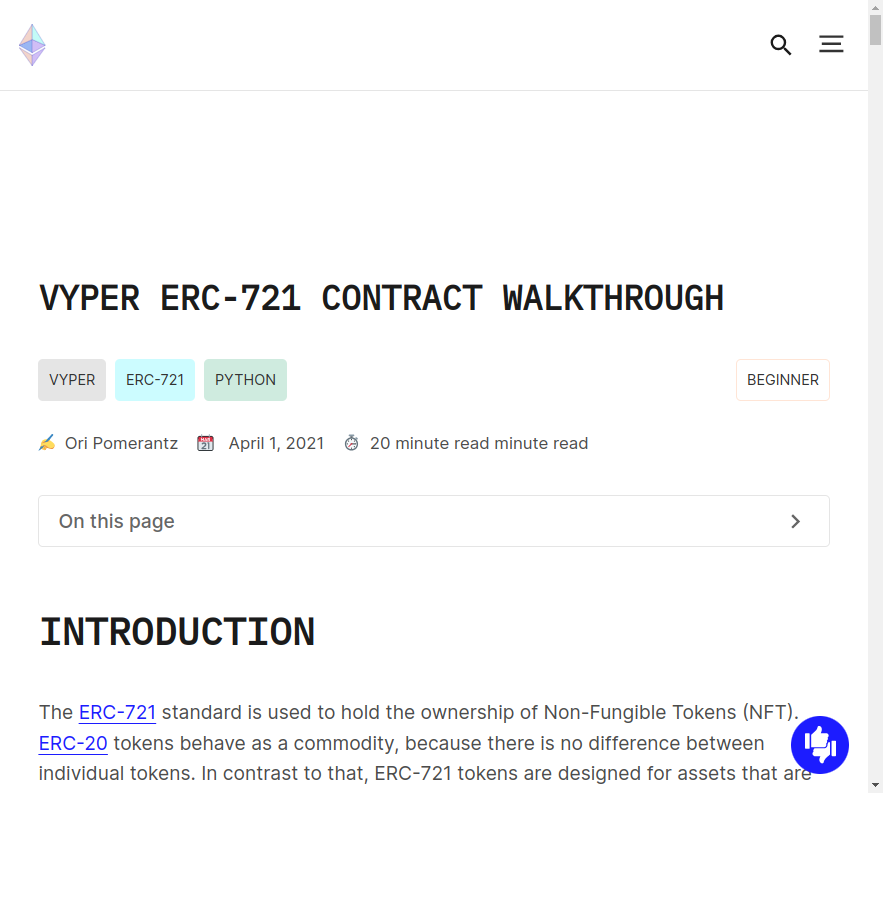 VYPER ERC-721 CONTRACT WALKTHROUGH
VYPER ERC-721 PYTHON BEGINNER
Ori Pomerantz April 1, 2021 20 minute read minute read
On this page
INTRODUCTION
The ERC-721 standard is used to hold the ownership of Non-Fungible Tokens (NFT).
ERC-20 tokens behave as a commodity, because there is no difference between
individual tokens. In contrast to that, ERC-721 tokens are designed for assets that are